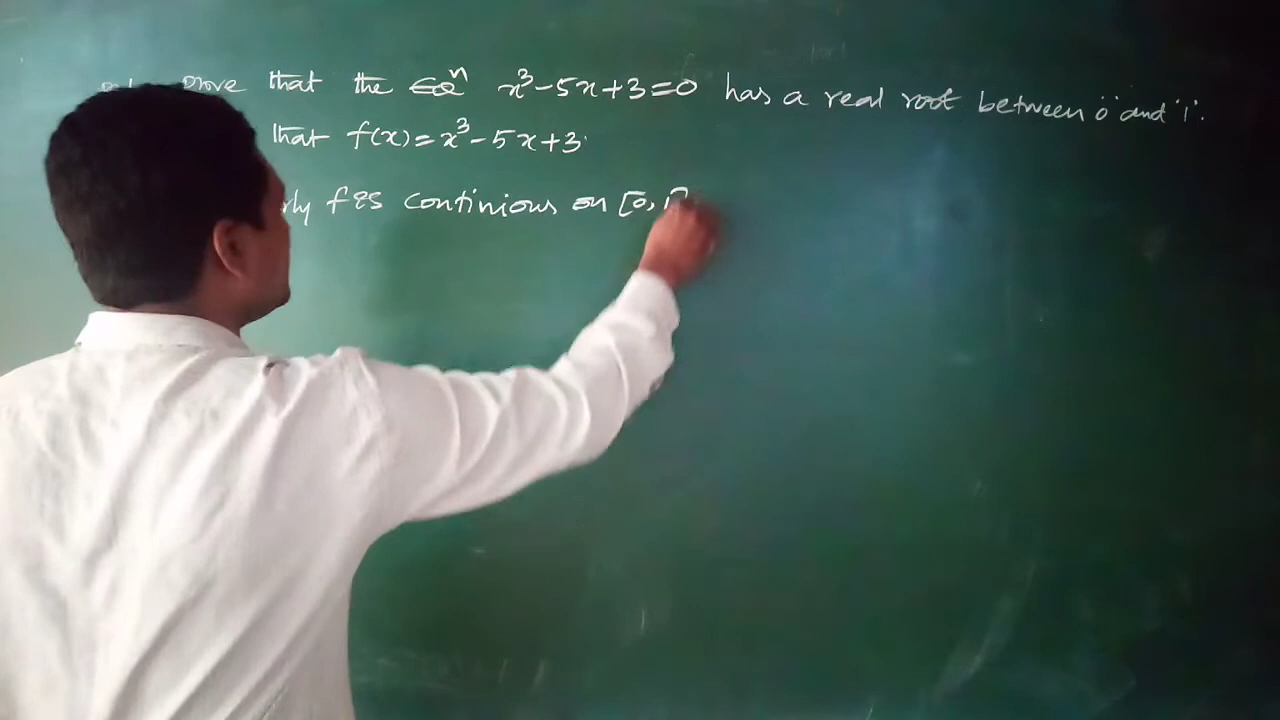 prove that the Eqⁿ x³-5x+3=0 has a real root between '0' and '1'.
that f(x)=x³-5x+3.
f is continious on [0,1]